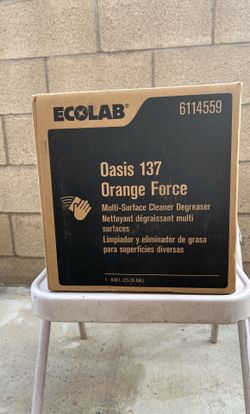 ECOLAB®
6114559
Oasis 137
Orange Force
Multi-Surface Cleaner Degreaser
Nettoyant dégraissant multi
surfaces
Limpiador y eliminador de grasa
para superficies diversas